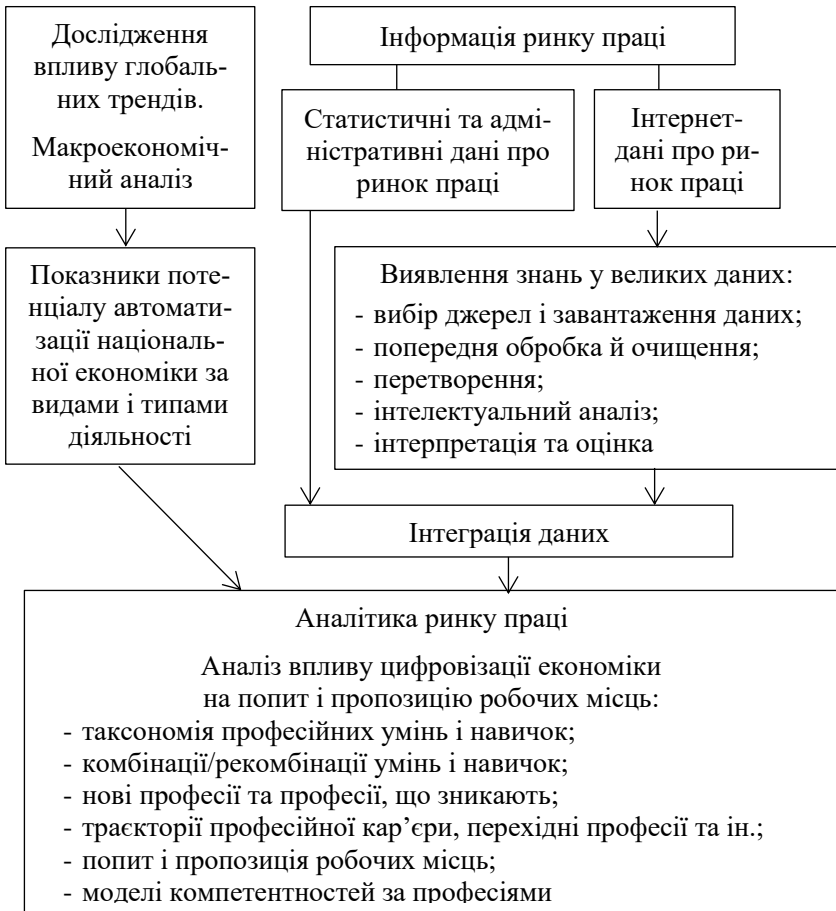 Дослідження
впливу глобаль-
них трендів.
Макроекономіч-
ний аналіз
Інформація ринку праці
Статистичні та адмі-
ністративні дані про
ринок праці
Інтернет-
дані про ри-
нок праці
Показники поте-
нціалу автомати-
зації національ-
ної економіки за
видами і типами
діяльності
Виявлення знань у великих даних:
- вибір джерел і завантаження даних;
- попередня обробка й очищення;
- перетворення;
- інтелектуальний аналіз;
- інтерпретація та оцінка
Інтеграція даних
Аналітика ринку праці
Аналіз впливу цифровізації економіки
на попит і пропозицію робочих місць:
- таксономія професійних умінь і навичок;
- комбінації/рекомбінації умінь і навичок;
- нові професії та професії, що зникають;
- траєкторії професійної кар’єри, перехідні професії та ін.;
- попит і пропозиція робочих місць;
- моделі компетентностей за професіями